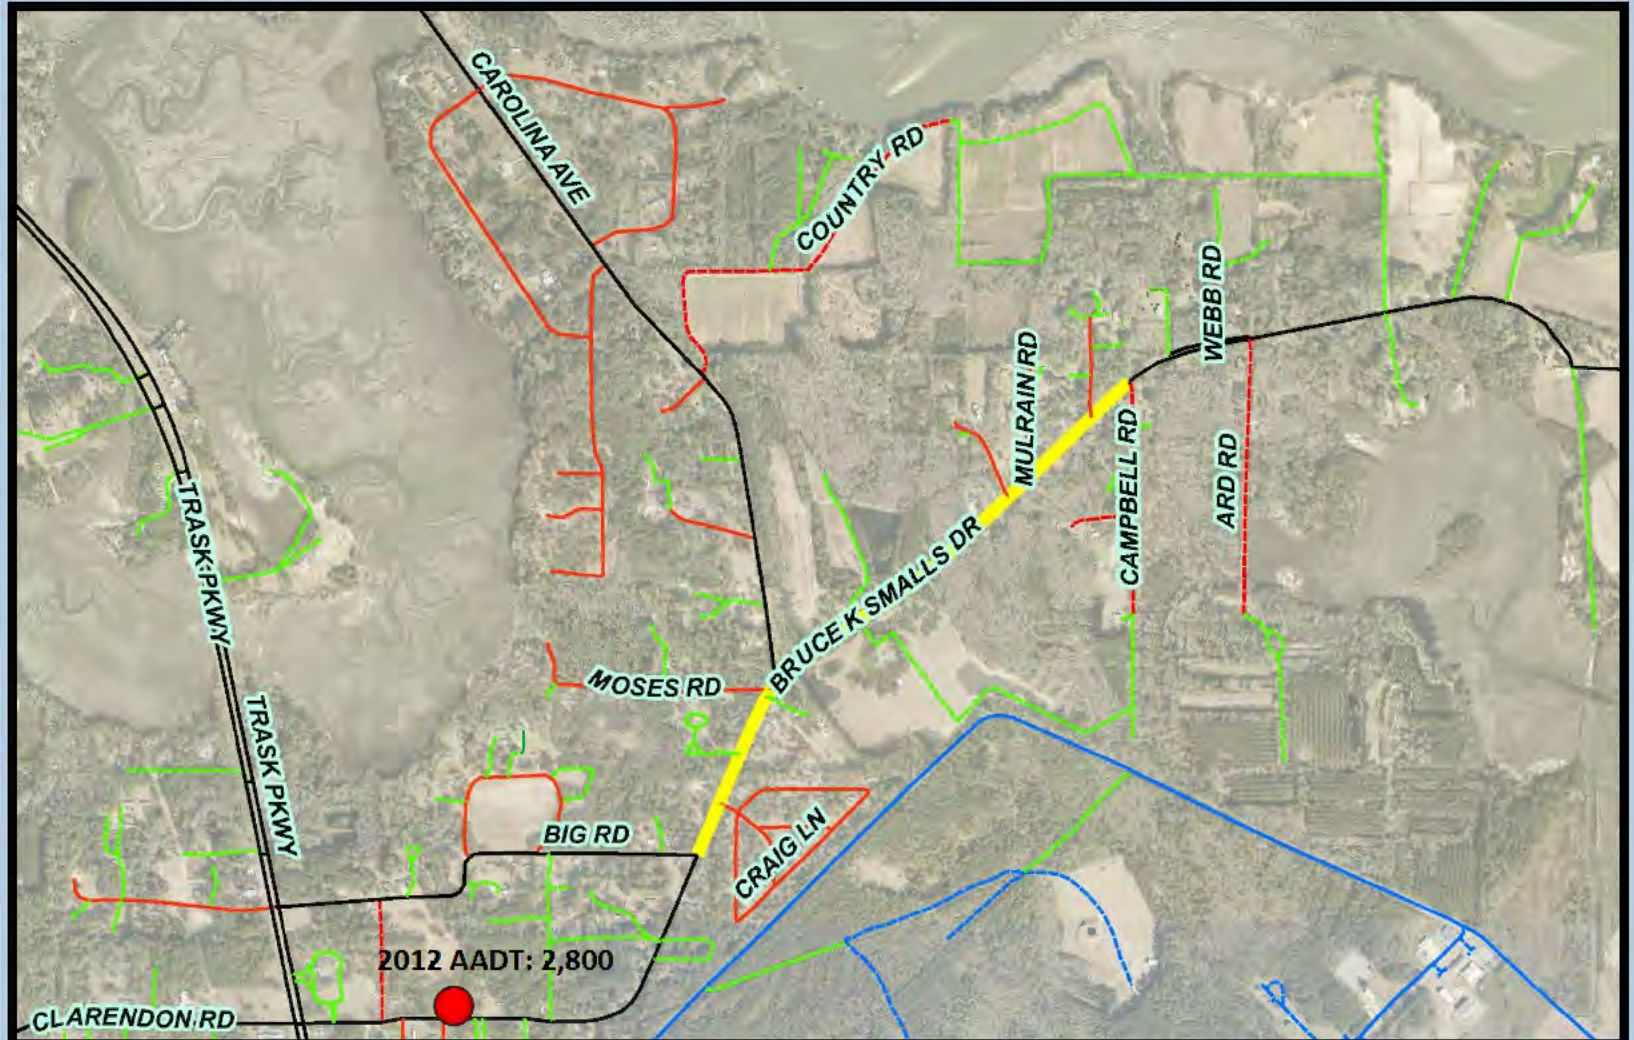 CAROLINA AVE
COUNTRY RD
WEBB RD
MULRAIN RD
CAMPBELL RD
ARD RD
TRASK PKWY
BRUCE K SMALLS DR
MOSES RD
TRASK PKWY
BIG RD
CRAIG LN
2012 AADT: 2,800
CLARENDON RD